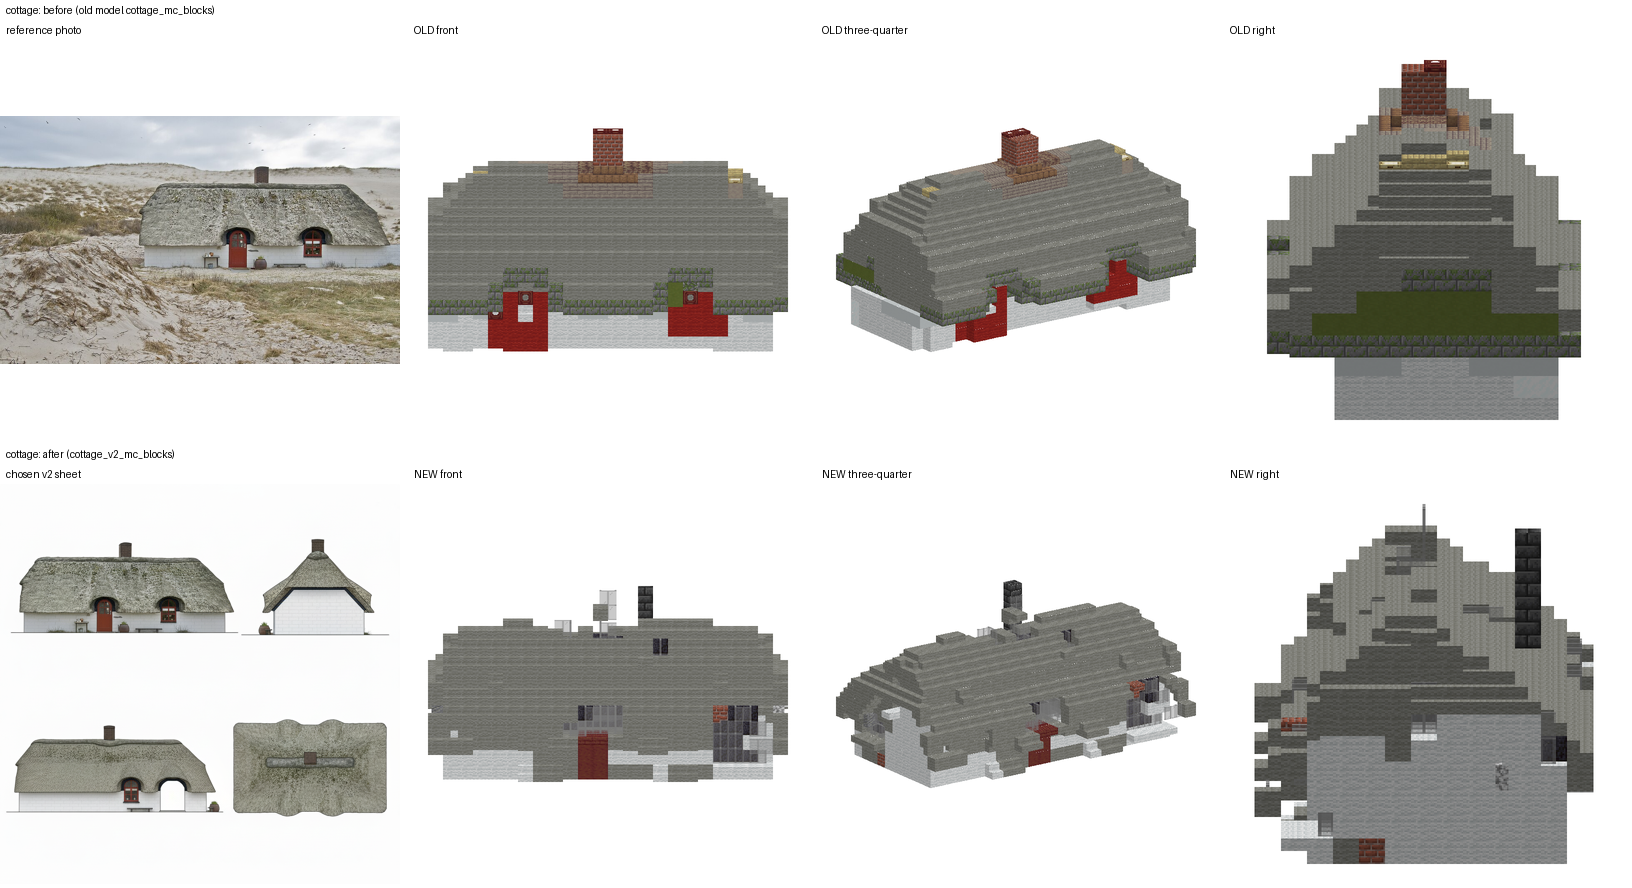 cottage: before (old model cottage_mc_blocks)
reference photo
OLD front
OLD three-quarter
OLD right
cottage: after (cottage_v2_mc_blocks)
chosen v2 sheet
NEW front
NEW three-quarter
NEW right